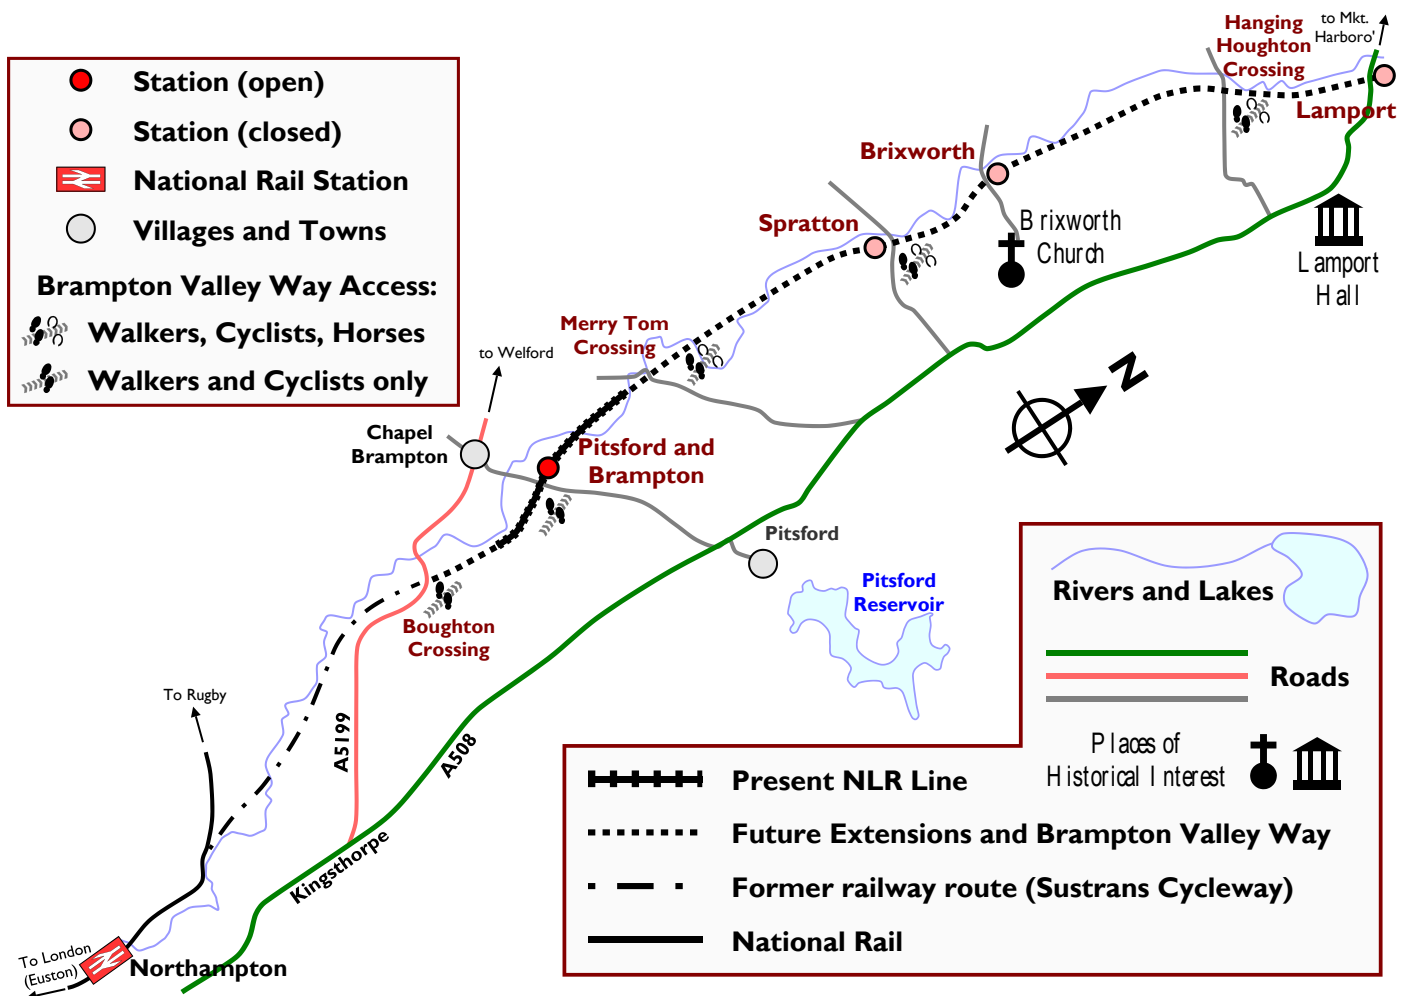 Station (open)
Station (closed)
National Rail Station
Villages and Towns
Brampton Valley Way Access:
Walkers, Cyclists, Horses
Walkers and Cyclists only
Hanging
Houghton
Crossing
to Mkt.
Harboro'
Lamport
Brixworth
Spratton
Brixworth
Church
Lamport
Hall
Merry Tom
Crossing
to Welford
N
Chapel
Brampton
Pitsford and
Brampton
Pitsford
Pitsford
Reservoir
Boughton
Crossing
To Rugby
A5199
A508
Kingsthorpe
To London
(Euston)
Northampton
Rivers and Lakes
Roads
Places of
Historical Interest
Present NLR Line
Future Extensions and Brampton Valley Way
Former railway route (Sustrans Cycleway)
National Rail